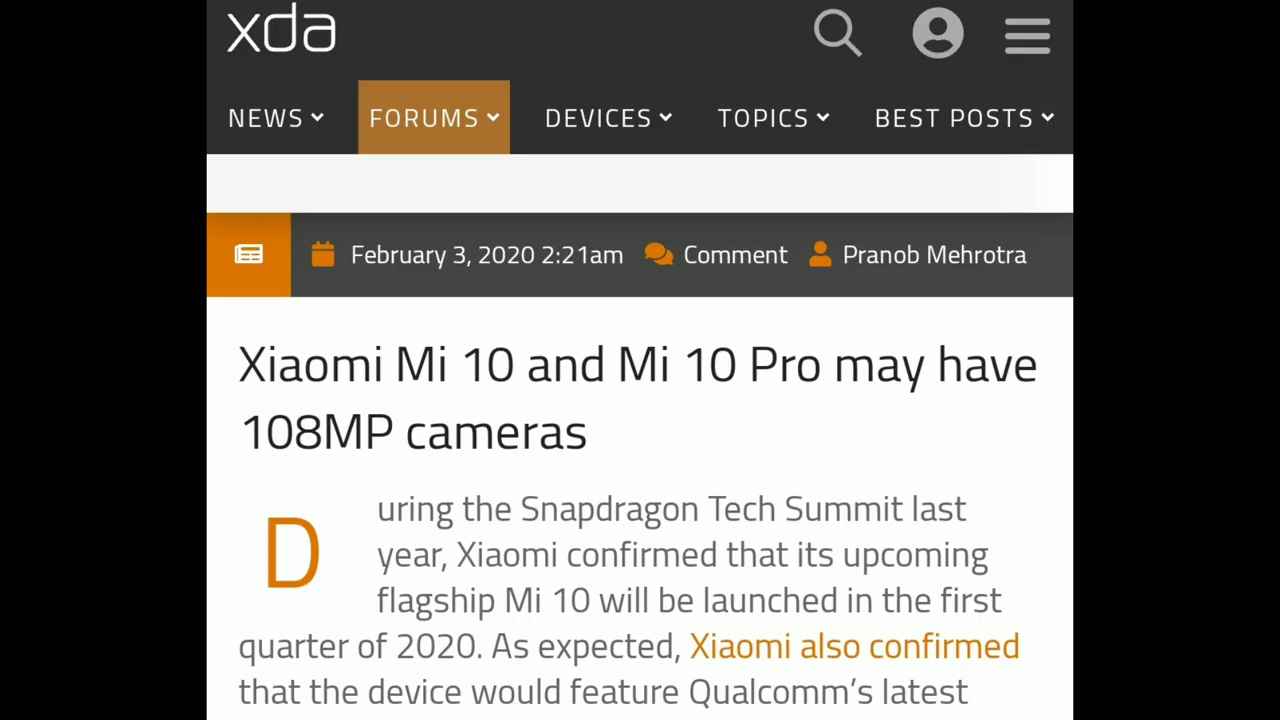 xda
NEWS FORUMS DEVICES TOPICS BEST POSTS
February 3, 2020 2:21am Comment Pranob Mehrotra
Xiaomi Mi 10 and Mi 10 Pro may have
108MP cameras
During the Snapdragon Tech Summit last
year, Xiaomi confirmed that its upcoming
flagship Mi 10 will be launched in the first
quarter of 2020. As expected, Xiaomi also confirmed
that the device would feature Qualcomm’s latest